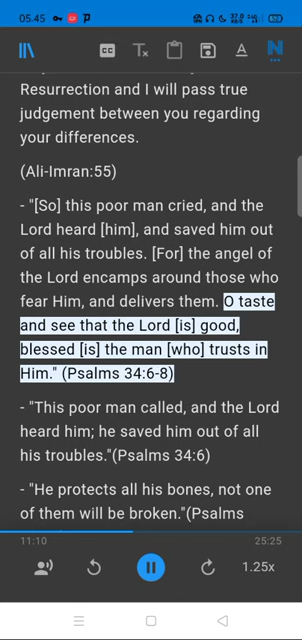 05.45
CC
Resurrection and I will pass true
judgement between you regarding
your differences.
(Ali-Imran:55)
- "[So] this poor man cried, and the
Lord heard [him], and saved him out
of all his troubles. [For] the angel of
the Lord encamps around those who
fear Him, and delivers them. O taste
and see that the Lord [is] good,
blessed [is] the man [who] trusts in
Him." (Psalms 34:6-8)
- "This poor man called, and the Lord
heard him; he saved him out of all
his troubles."(Psalms 34:6)
- "He protects all his bones, not one
of them will be broken."(Psalms
11:10
25:25
1.25x